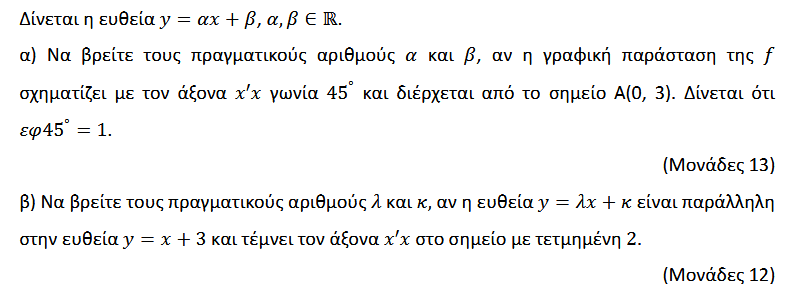 Δίνεται η ευθεία y = αx + β, α, β ∈ ℝ.
α) Να βρείτε τους πραγματικούς αριθμούς α και β, αν η γραφική παράσταση της f
σχηματίζει με τον άξονα x′x γωνία 45° και διέρχεται από το σημείο Α(0, 3). Δίνεται ότι
εφ45° = 1.
(Μονάδες 13)
β) Να βρείτε τους πραγματικούς αριθμούς λ και κ, αν η ευθεία y = λx + κ είναι παράλληλη
στην ευθεία y = x + 3 και τέμνει τον άξονα x′x στο σημείο με τετμημένη 2.
(Μονάδες 12)